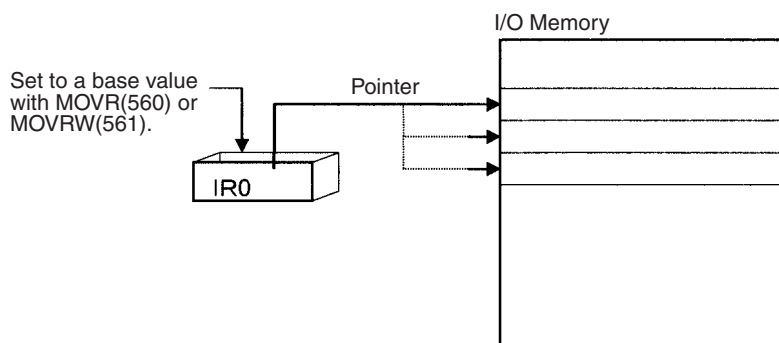 I/O Memory
Set to a base value
with MOVR(560) or
MOVRW(561).
Pointer
IR0